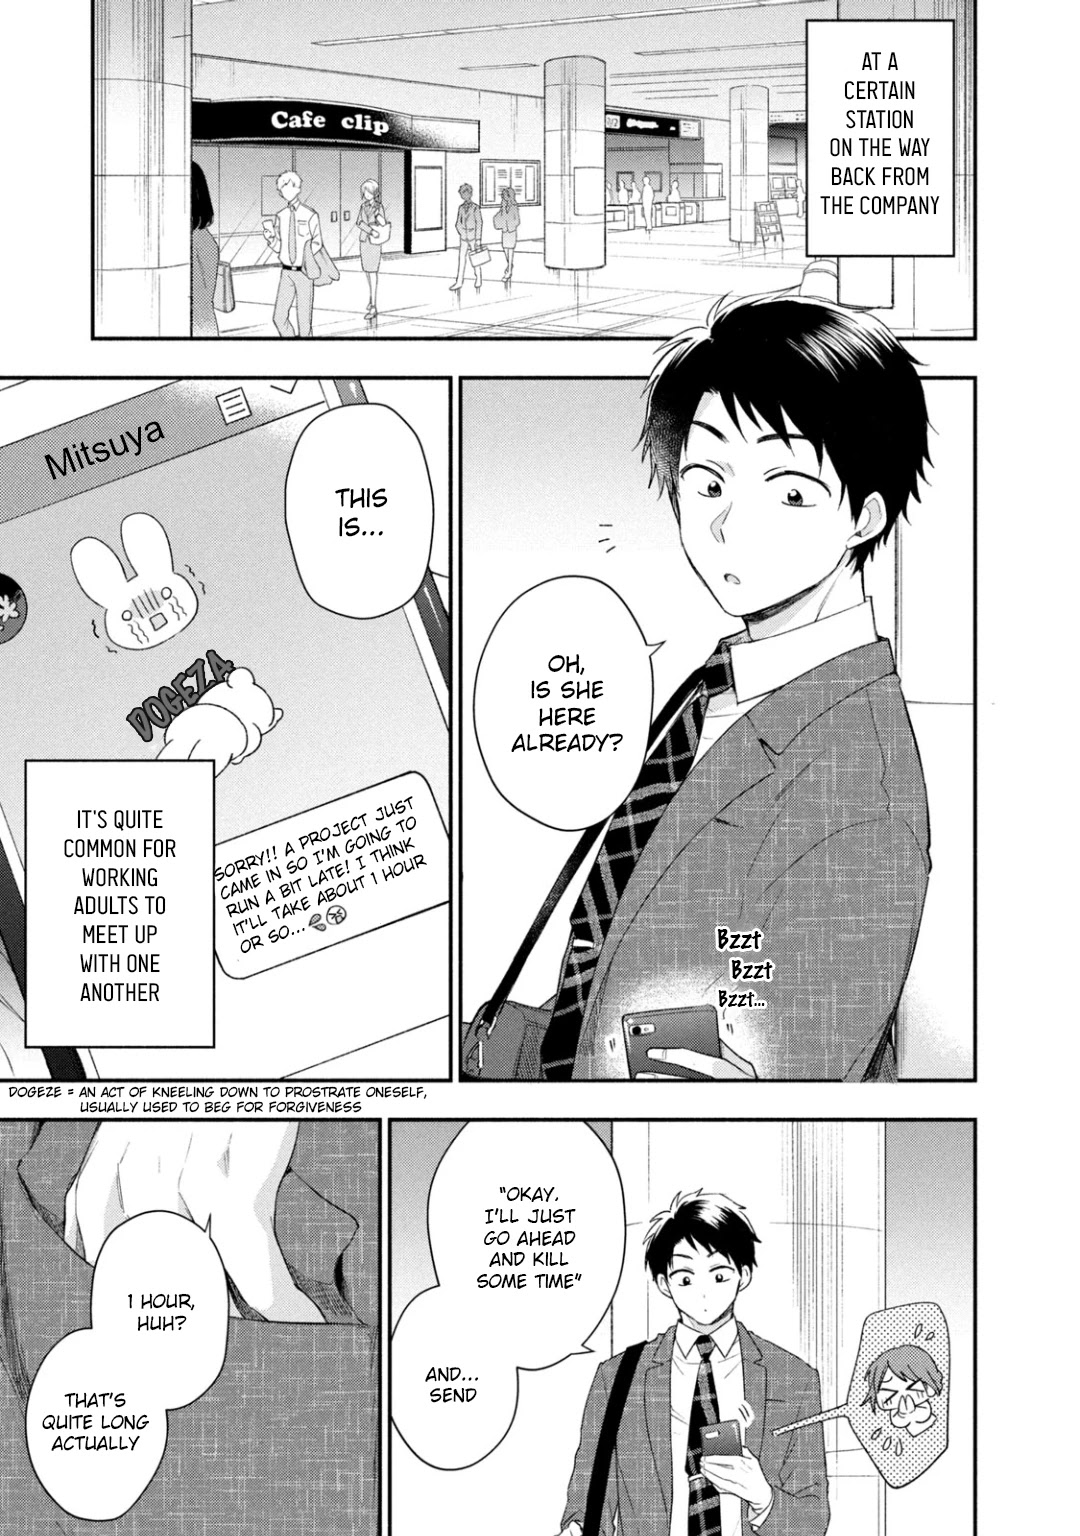 Cafe clip
AT A
CERTAIN
STATION
ON THE WAY
BACK FROM
THE COMPANY
OH,
IS SHE
HERE
ALREADY?
Bzzt
Bzzt
Bzzt...
THIS
IS...
Mitsuya
DOGEZA
SORRY!! A PROJECT JUST
CAME IN SO I'M GOING TO
RUN A BIT LATE! I THINK
IT'LL TAKE ABOUT 1 HOUR
OR SO...
IT'S QUITE
COMMON FOR
WORKING
ADULTS TO
MEET UP
WITH ONE
ANOTHER
DOGEZE = AN ACT OF KNEELING DOWN TO PROSTRATE ONESELF,
USUALLY USED TO BEG FOR FORGIVENESS
"OKAY.
I'LL JUST
GO AHEAD
AND KILL
SOME TIME"
AND...
SEND
1 HOUR,
HUH?
THAT'S
QUITE LONG
ACTUALLY